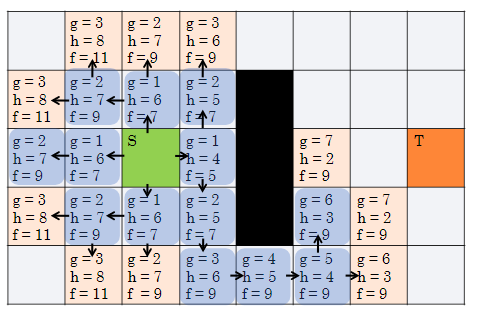 g = 3
h = 8
f = 11
g = 2
h = 7
f = 9
g = 3
h = 6
f = 9
g = 3
h = 8
f = 11
g = 2
h = 7
f = 9
g = 1
h = 6
f = 7
g = 2
h = 5
f = 7
g = 2
h = 7
f = 9
g = 1
h = 6
f = 7
S
g = 1
h = 4
f = 5
g = 7
h = 2
f = 9
T
g = 3
h = 8
f = 11
g = 2
h = 7
f = 9
g = 1
h = 6
f = 7
g = 2
h = 5
f = 7
g = 6
h = 3
f = 9
g = 7
h = 2
f = 9
g = 3
h = 8
f = 11
g = 2
h = 7
f = 9
g = 3
h = 6
f = 9
g = 4
h = 5
f = 9
g = 5
h = 4
f = 9
g = 6
h = 3
f = 9